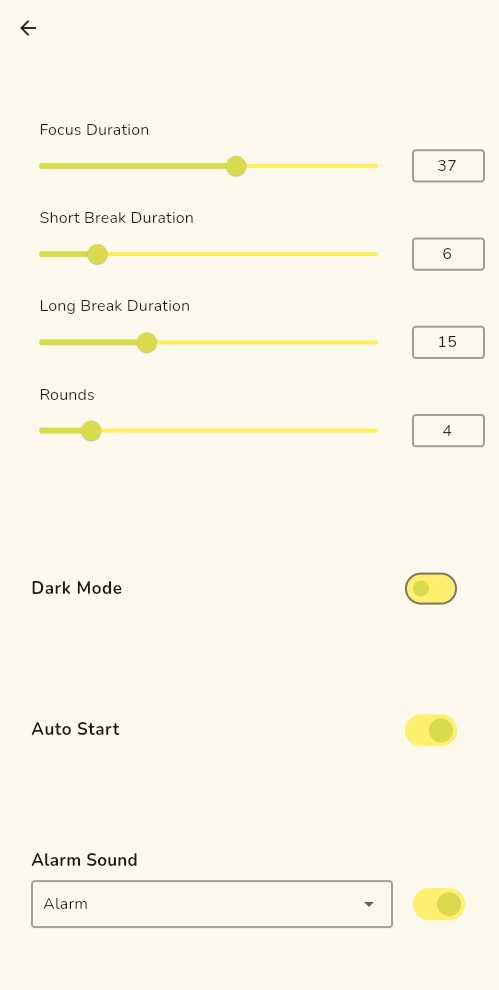 Focus Duration
37
Short Break Duration
6
Long Break Duration
15
Rounds
4
Dark Mode
Auto Start
Alarm Sound
Alarm